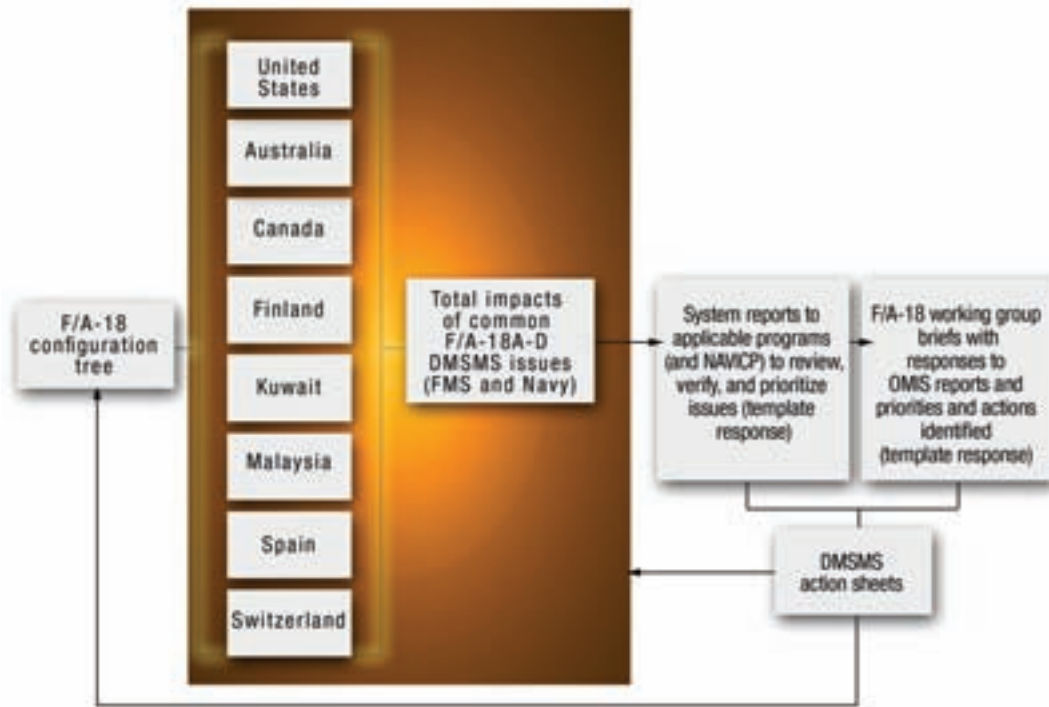 F/A-18
configuration
tree
United
States
Australia
Canada
Finland
Kuwait
Malaysia
Spain
Switzerland
Total impacts
of common
F/A-18A-D
DMSMS issues
(FMS and Navy)
System reports to
applicable programs
(and NAVICP) to review,
verify, and prioritize
issues (template
response)
F/A-18 working group
briefs with
responses to
OMIS reports and
priorities and actions
identified
(template response)
DMSMS
action sheets